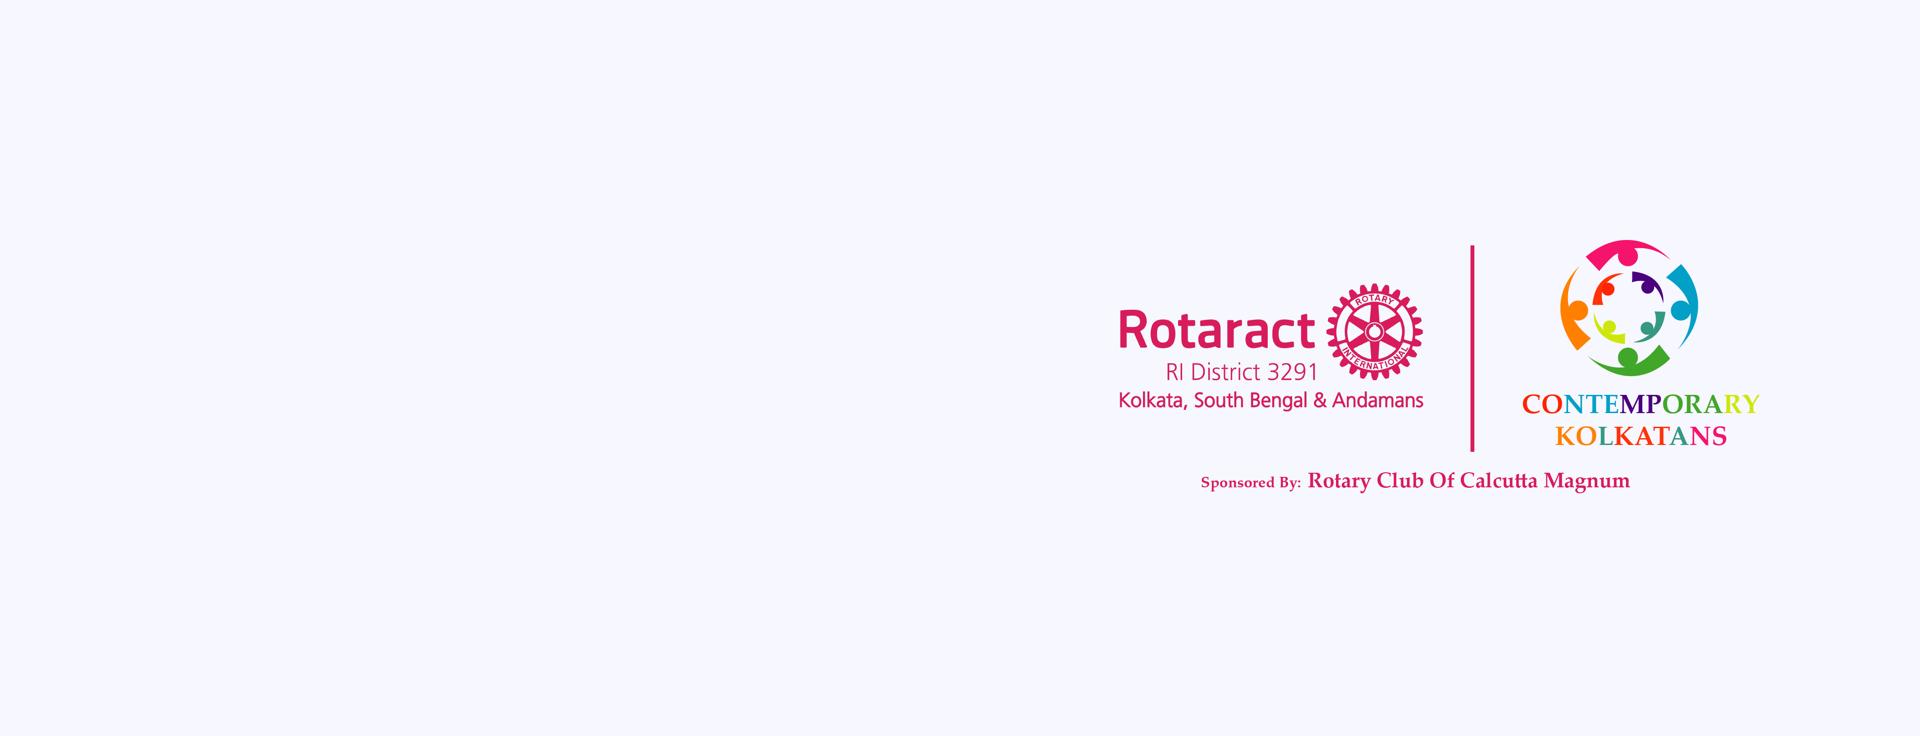 Rotaract
ROTARY
INTERNATIONAL
RI District 3291
Kolkata, South Bengal & Andamans
CONTEMPORARY
KOLKATANS
Sponsored By: Rotary Club Of Calcutta Magnum